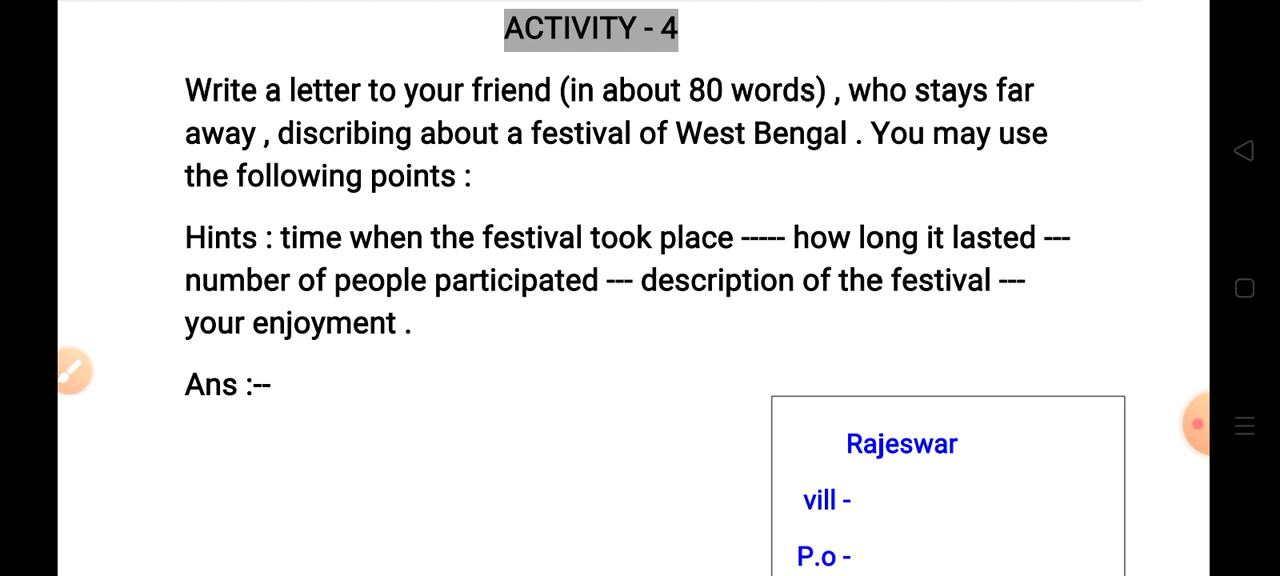 ACTIVITY - 4
Write a letter to your friend (in about 80 words) , who stays far
away , discribing about a festival of West Bengal . You may use
the following points :
Hints : time when the festival took place ----- how long it lasted ---
number of people participated --- description of the festival ---
your enjoyment .
Ans :--
Rajeswar
vill -
P.o -